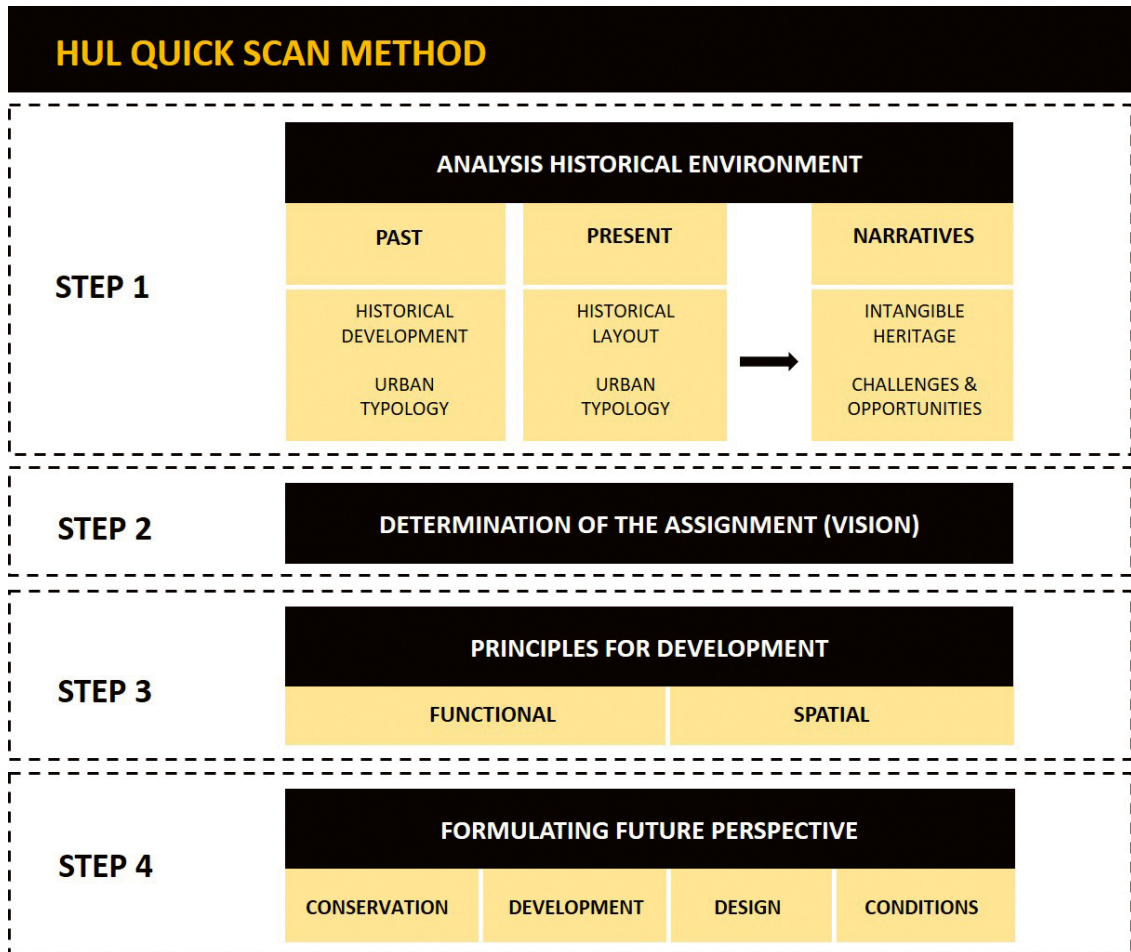 HUL QUICK SCAN METHOD
STEP 1
ANALYSIS HISTORICAL ENVIRONMENT
PAST
HISTORICAL
DEVELOPMENT
URBAN
TYPOLOGY
PRESENT
HISTORICAL
LAYOUT
URBAN
TYPOLOGY
NARRATIVES
INTANGIBLE
HERITAGE
CHALLENGES &
OPPORTUNITIES
STEP 2
DETERMINATION OF THE ASSIGNMENT (VISION)
STEP 3
PRINCIPLES FOR DEVELOPMENT
FUNCTIONAL
SPATIAL
STEP 4
FORMULATING FUTURE PERSPECTIVE
CONSERVATION
DEVELOPMENT
DESIGN
CONDITIONS